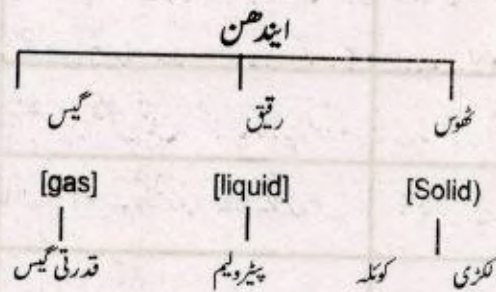 ایندھن
ٹھوس رقیق گیس
[Solid) [liquid] [gas]
لکڑی کوئلہ پیٹرولیم قدرتی گیس